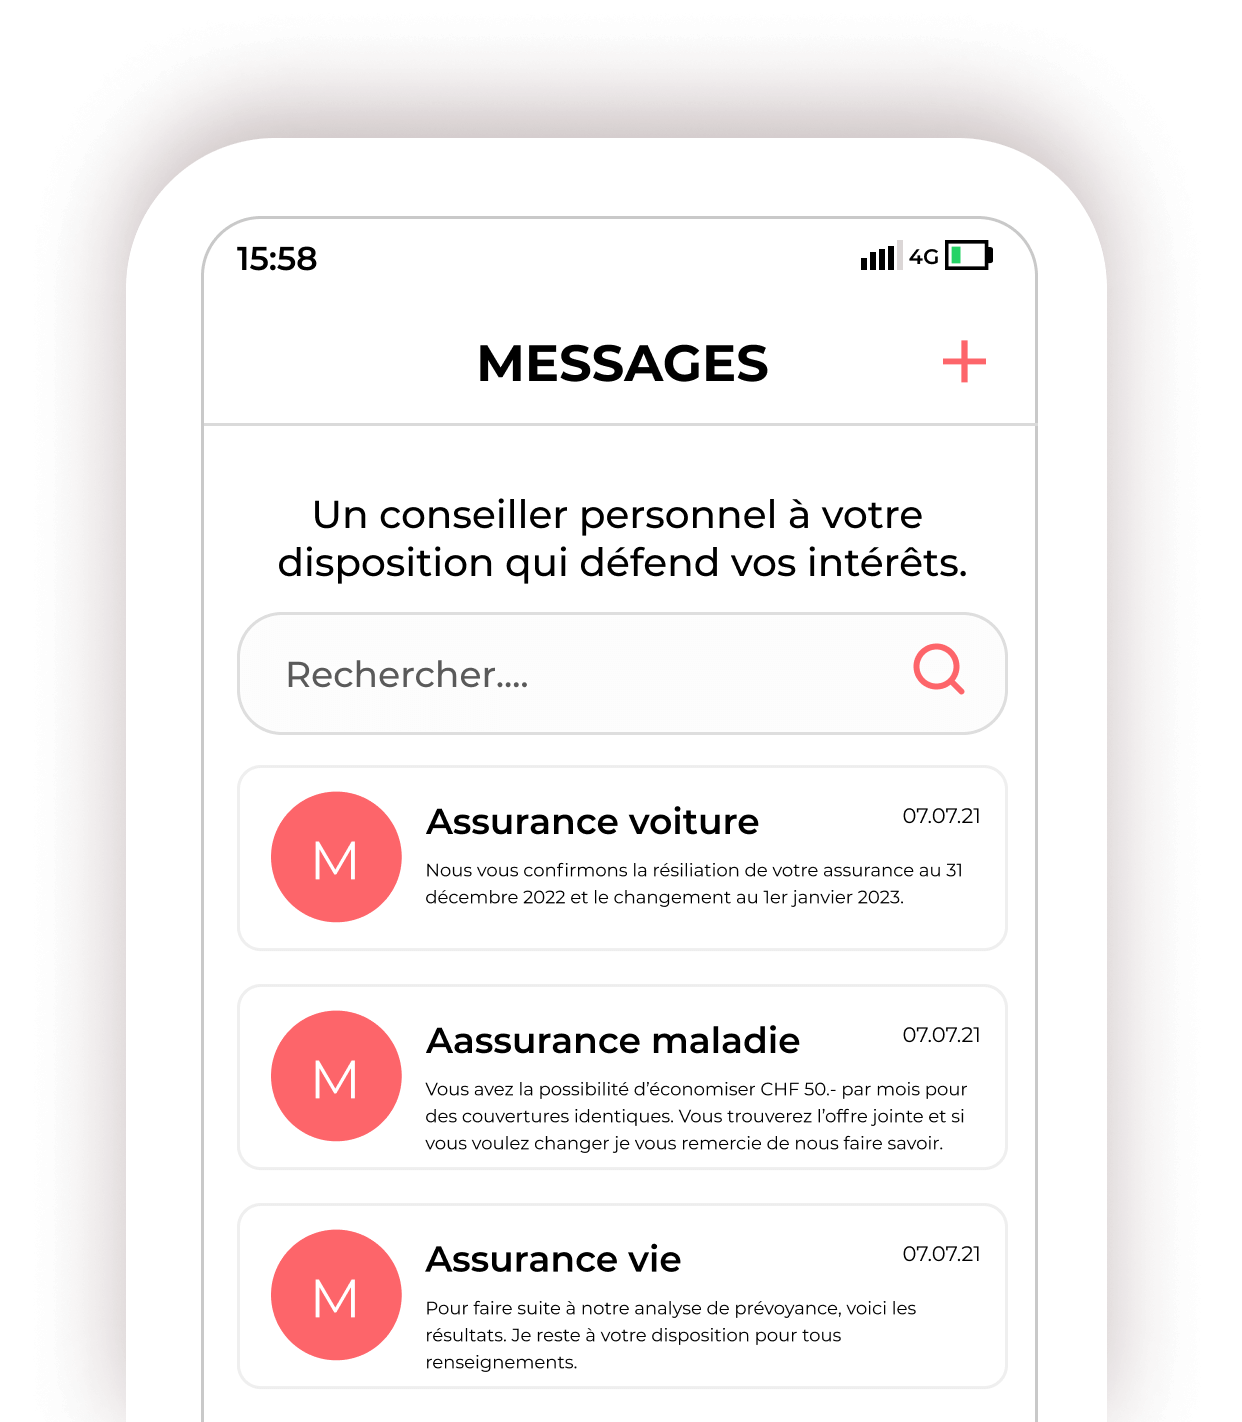 15:58
4G
MESSAGES
Un conseiller personnel à votre
disposition qui défend vos intérêts.
Rechercher....
M
Assurance voiture
07.07.21
Nous vous confirmons la résiliation de votre assurance au 31
décembre 2022 et le changement au 1er janvier 2023.
M
Aassurance maladie
07.07.21
Vous avez la possibilité d’économiser CHF 50.- par mois pour
des couvertures identiques. Vous trouverez l’offre jointe et si
vous voulez changer je vous remercie de nous faire savoir.
M
Assurance vie
07.07.21
Pour faire suite à notre analyse de prévoyance, voici les
résultats. Je reste à votre disposition pour tous
renseignements.